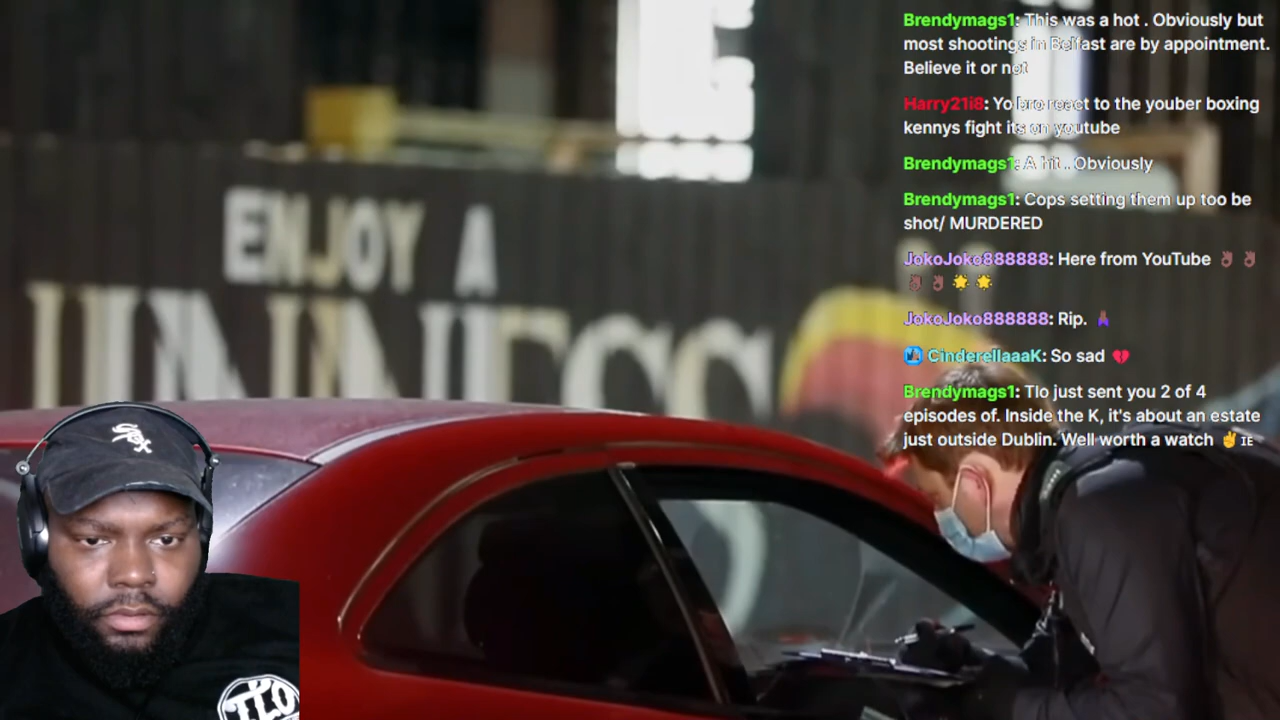 Brendymags1: This was a hot . Obviously but
most shootings in Belfast are by appointment.
Believe it or not
Harry21i8: Yo bro react to the youber boxing
kennys fight its on youtube
Brendymags1: A hit . Obviously
Brendymags1: Cops setting them up too be
shot/ MURDERED
JokoJoko888888: Here from YouTube 👌🏿 👌🏿
👌🏿 👌🏿 🌟 🌟
JokoJoko888888: Rip. 🙏🏿
CinderellaaaK: So sad 💔
Brendymags1: Tlo just sent you 2 of 4
episodes of. Inside the K, it's about an estate
just outside Dublin. Well worth a watch ✌ IE
ENJOY A
UINNESS
Sox
TLO